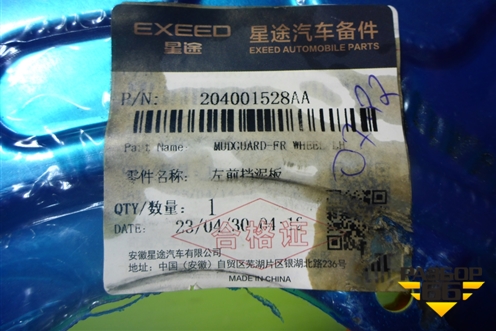 EXEED 星途汽车备件
星途 EXEED AUTOMOBILE PARTS
P/N: 204001528AA
Part Name MUDGUARD-FR WHEEL LH
零件名称: 左前挡泥板
QTY/数量: 1
DATE: 23/04/30
合格证
安徽星途汽车有限公司
地址：中国（安徽）自贸区芜湖片区银湖北路236号
MADE IN CHINA